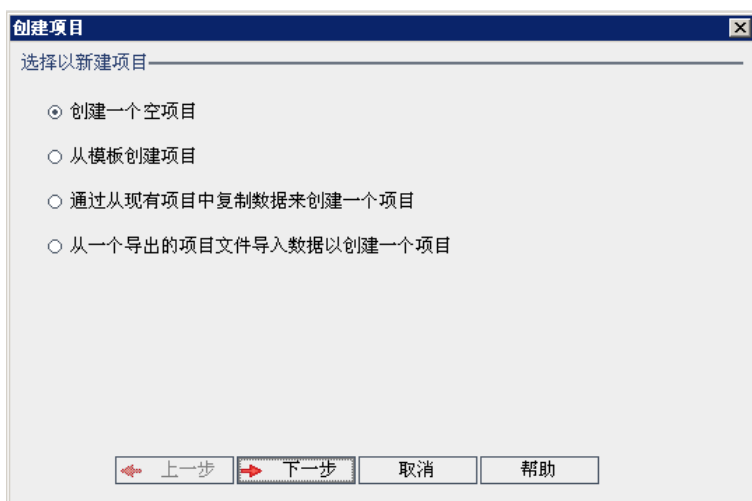 创建项目
选择以新建项目
创建一个空项目
从模板创建项目
通过从现有项目中复制数据来创建一个项目
从一个导出的项目文件导入数据以创建一个项目
上一步 下一步 取消 帮助